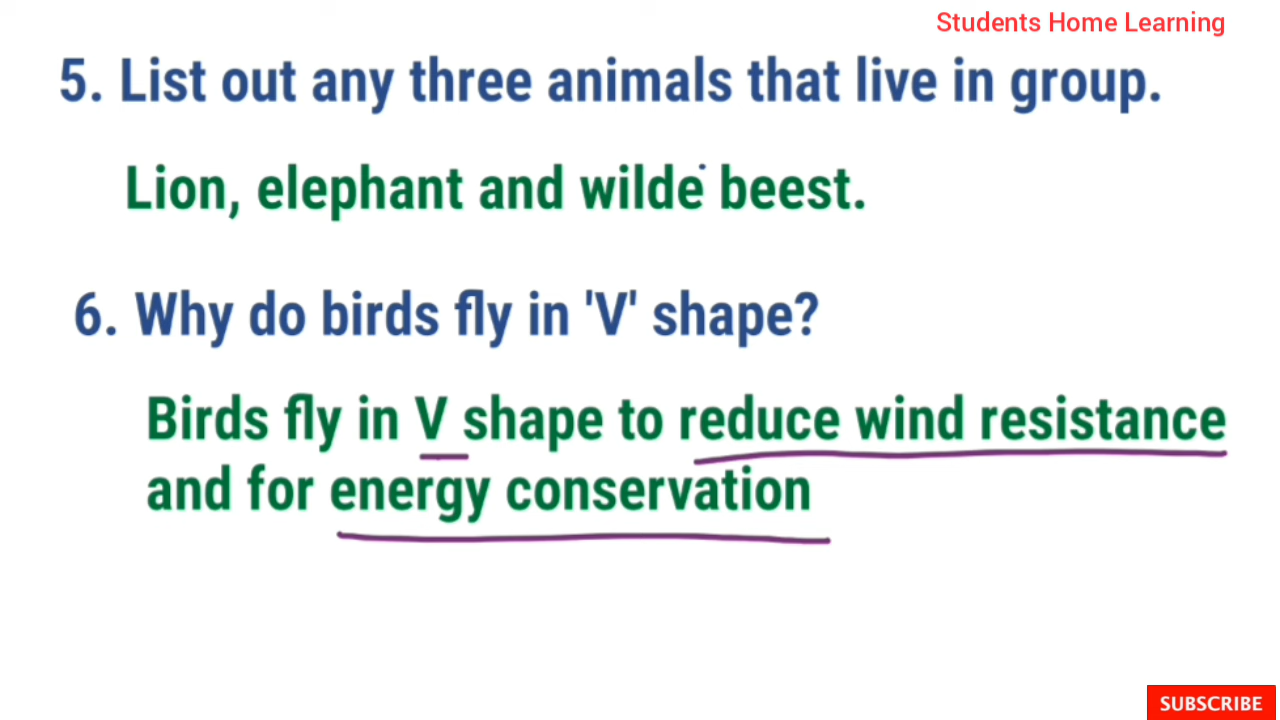 Students Home Learning
5. List out any three animals that live in group.
Lion, elephant and wilde beest.
6. Why do birds fly in 'V' shape?
Birds fly in V shape to reduce wind resistance
and for energy conservation
SUBSCRIBE